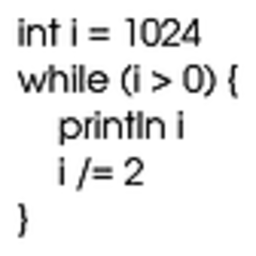 int i = 1024
while (i > 0) {
    println i
    i /= 2
}